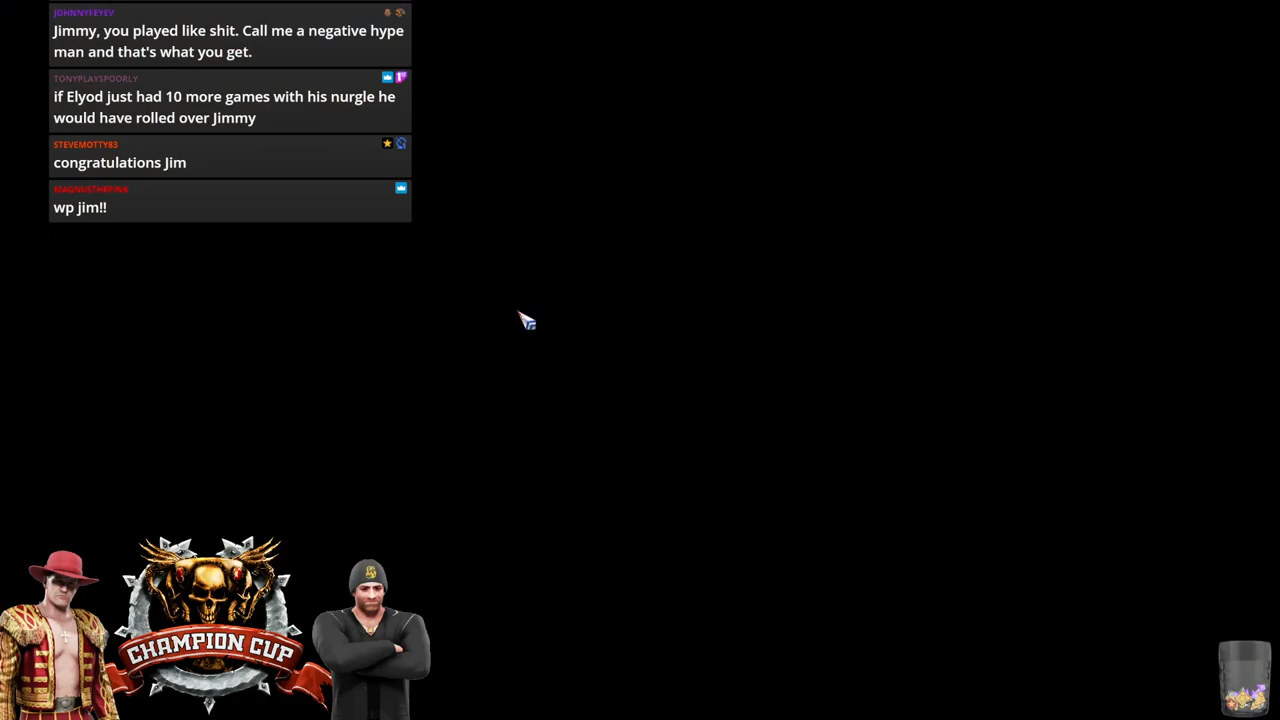 JOHNNYFEYEV
Jimmy, you played like shit. Call me a negative hype
man and that's what you get.
TONYPLAYSPOORLY
if Elyod just had 10 more games with his nurgle he
would have rolled over Jimmy
STEVEMOTTY83
congratulations Jim
MAGNUSTHEPINK
wp jim!!
CHAMPION CUP